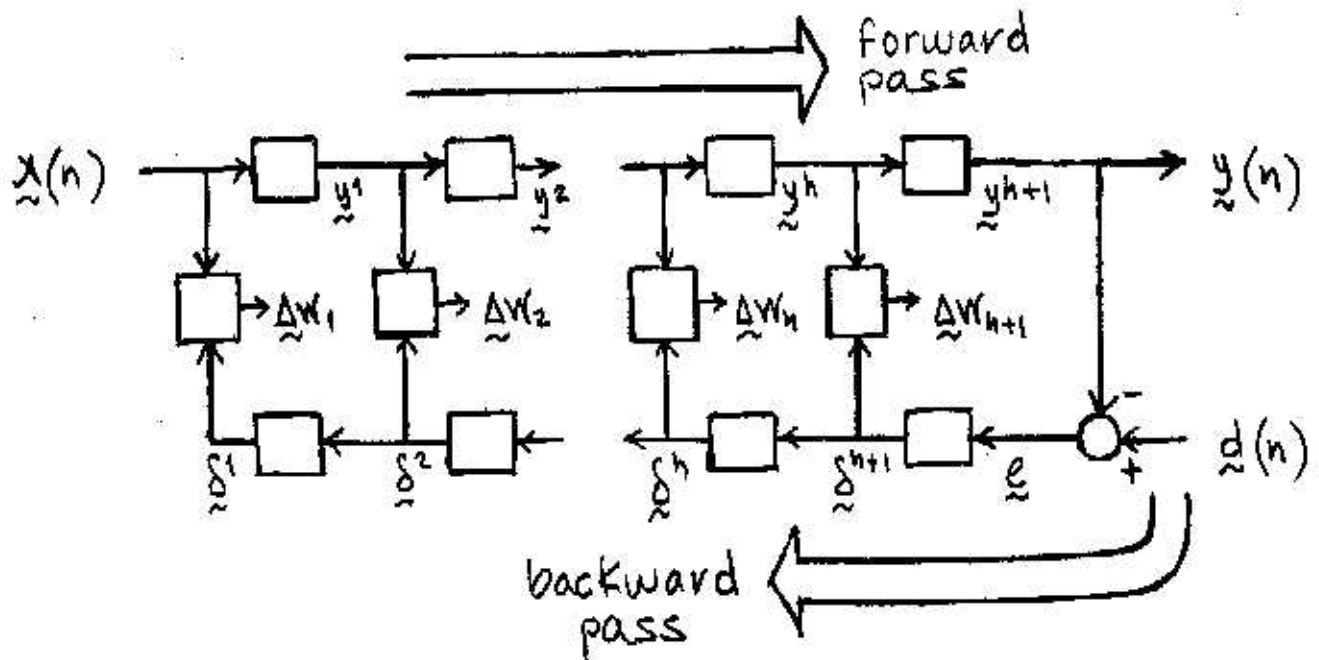 forward
pass
x(n)
y¹
y²
yʰ
yʰ⁺¹
y(n)
ΔW₁
ΔW₂
ΔWₕ
ΔWₕ₊₁
-
δ¹
δ²
δʰ
δʰ⁺¹
e
+
d(n)
backward
pass